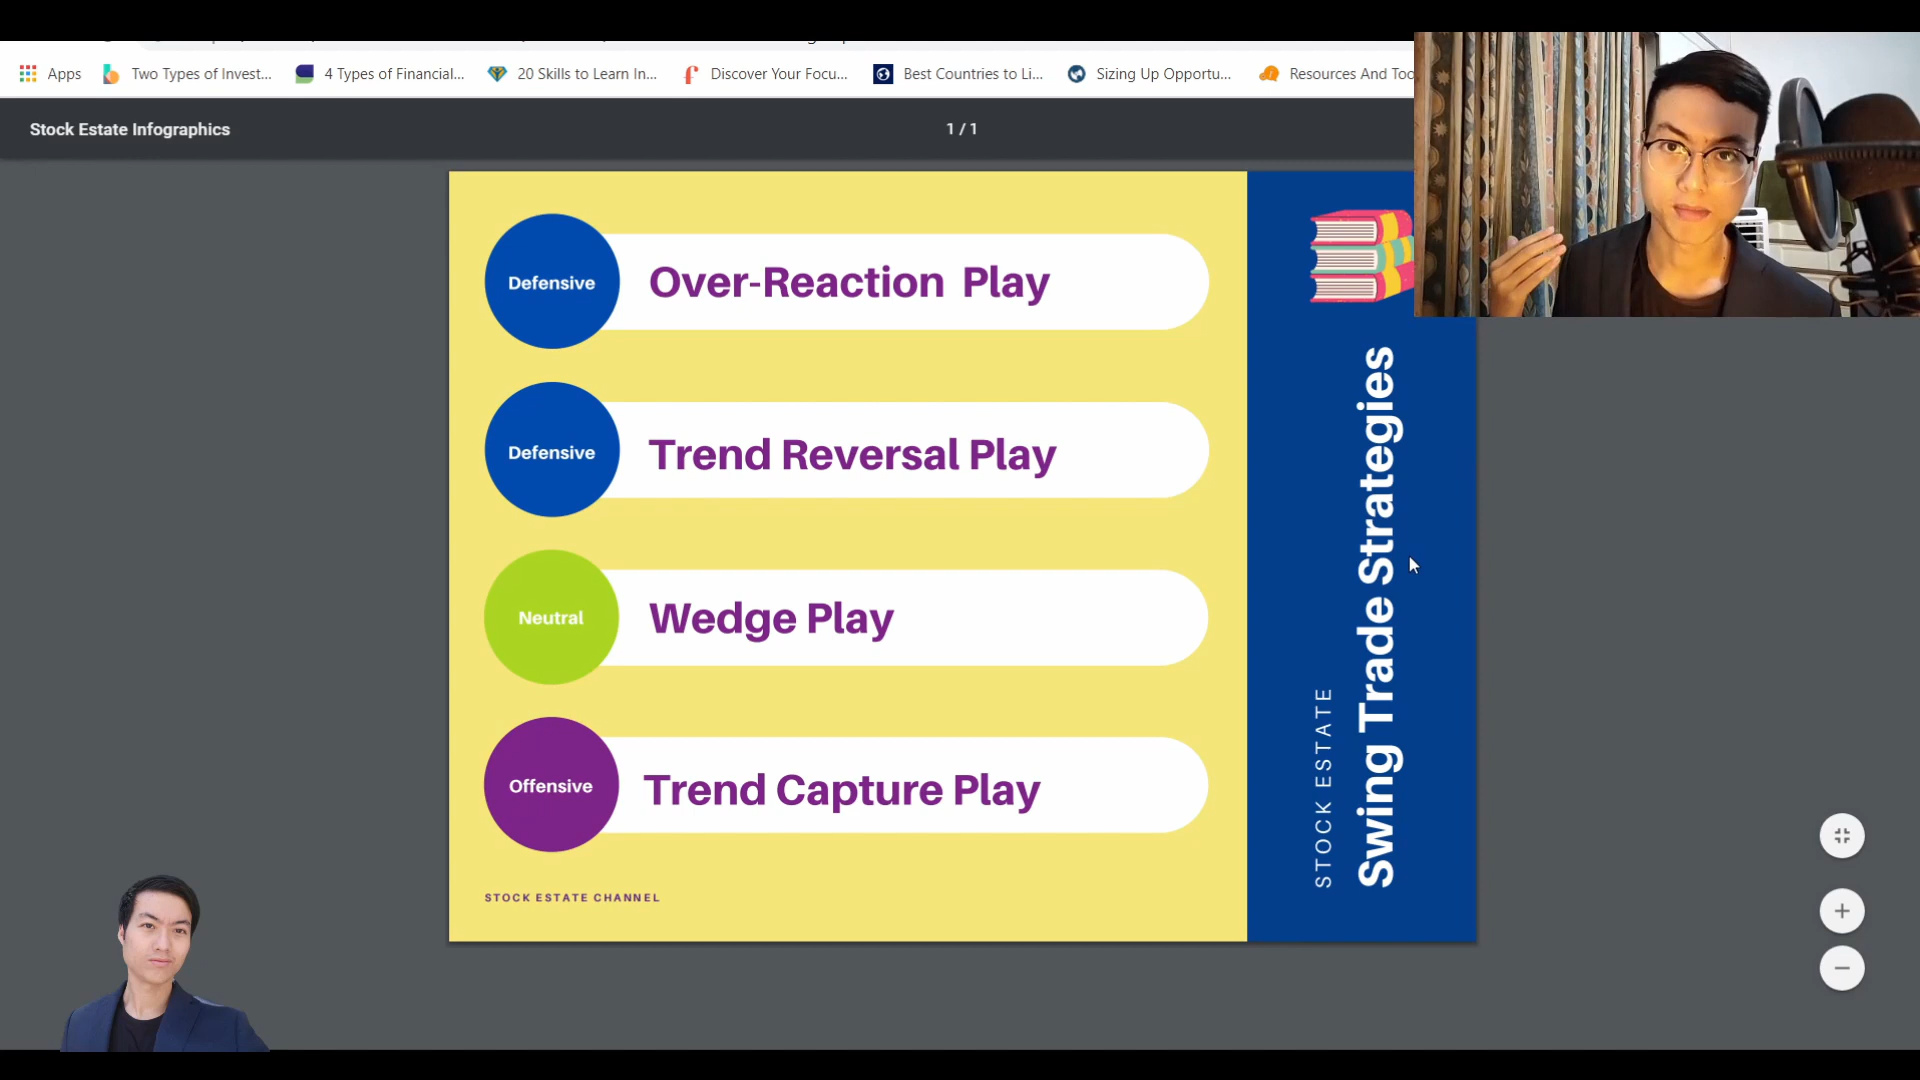 Apps
Two Types of Invest...
4 Types of Financial...
20 Skills to Learn In...
Discover Your Focu...
Best Countries to Li...
Sizing Up Opportu...
Resources And Too
Stock Estate Infographics
1 / 1
Defensive
Over-Reaction Play
Defensive
Trend Reversal Play
Neutral
Wedge Play
Offensive
Trend Capture Play
STOCK ESTATE CHANNEL
STOCK ESTATE
Swing Trade Strategies